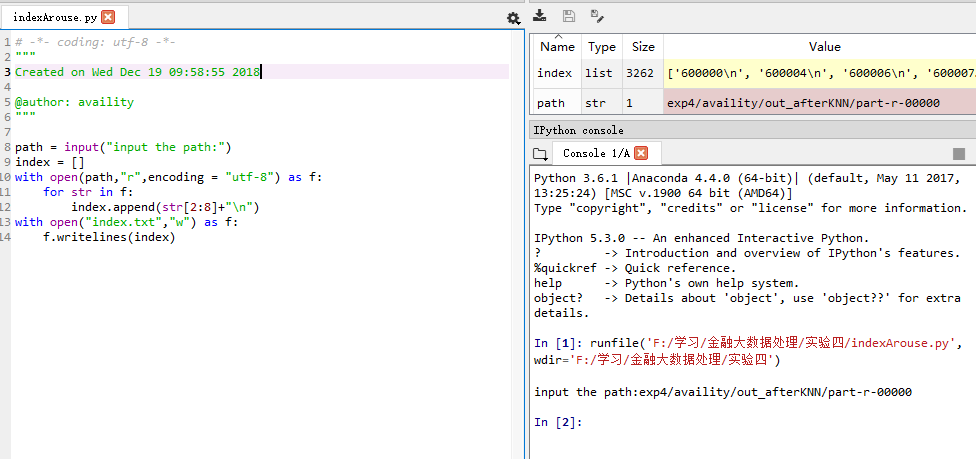 indexArouse.py
1 # -*- coding: utf-8 -*-
2 """
3 Created on Wed Dec 19 09:58:55 2018
4
5 @author: availity
6 """
7
8 path = input("input the path:")
9 index = []
10 with open(path,"r",encoding = "utf-8") as f:
11     for str in f:
12         index.append(str[2:8]+"\n")
13 with open("index.txt","w") as f:
14     f.writelines(index)
Name Type Size Value
index list 3262 ['600000\n', '600004\n', '600006\n', '600007
path str 1 exp4/availity/out_afterKNN/part-r-00000
IPython console
Console 1/A
Python 3.6.1 |Anaconda 4.4.0 (64-bit)| (default, May 11 2017,
13:25:24) [MSC v.1900 64 bit (AMD64)]
Type "copyright", "credits" or "license" for more information.
IPython 5.3.0 -- An enhanced Interactive Python.
?         -> Introduction and overview of IPython's features.
%quickref -> Quick reference.
help      -> Python's own help system.
object?   -> Details about 'object', use 'object??' for extra
details.
In [1]: runfile('F:/学习/金融大数据处理/实验四/indexArouse.py',
wdir='F:/学习/金融大数据处理/实验四')
input the path:exp4/availity/out_afterKNN/part-r-00000
In [2]: